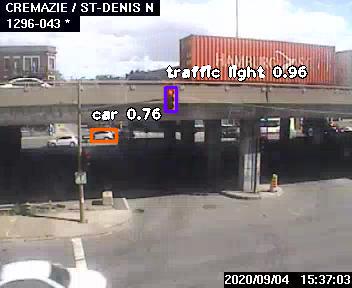 CREMAZIE / ST-DENIS N
1296-043 *
traffic light 0.96
car 0.76
2020/09/04 15:37:03